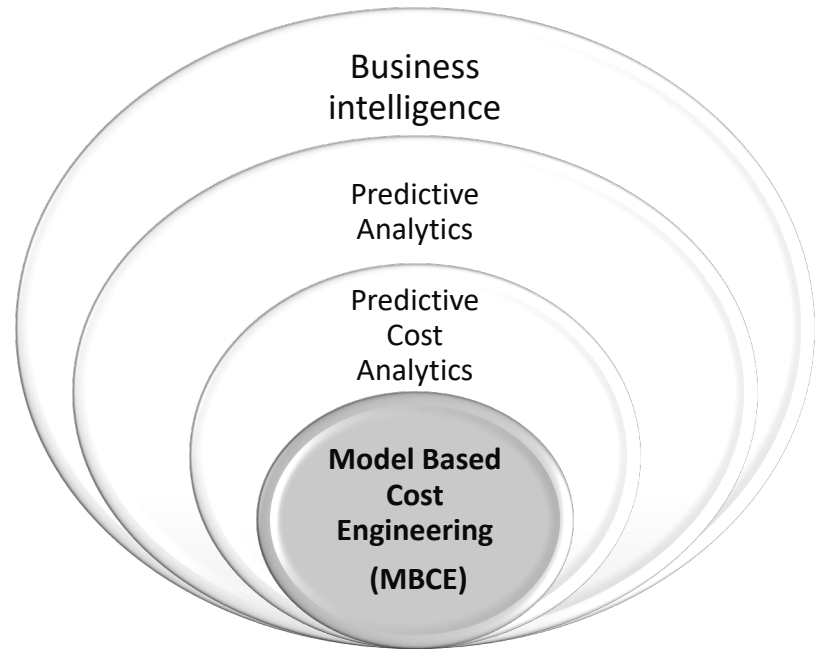 Business
intelligence
Predictive
Analytics
Predictive
Cost
Analytics
Model Based
Cost
Engineering
(MBCE)